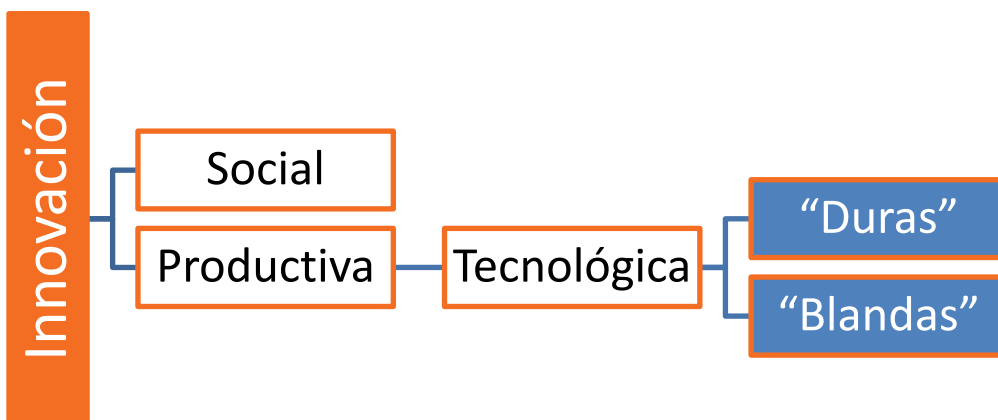 Innovación
Social
Productiva
Tecnológica
“Duras”
“Blandas”